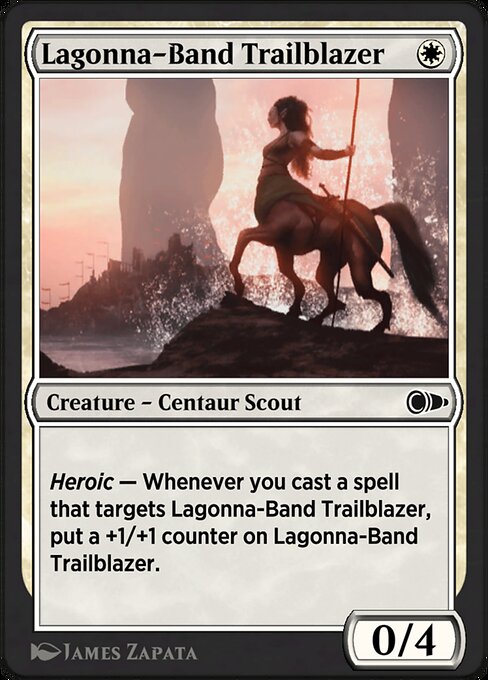 Lagonna-Band Trailblazer
Creature – Centaur Scout
Heroic — Whenever you cast a spell
that targets Lagonna-Band Trailblazer,
put a +1/+1 counter on Lagonna-Band
Trailblazer.
0/4
James Zapata